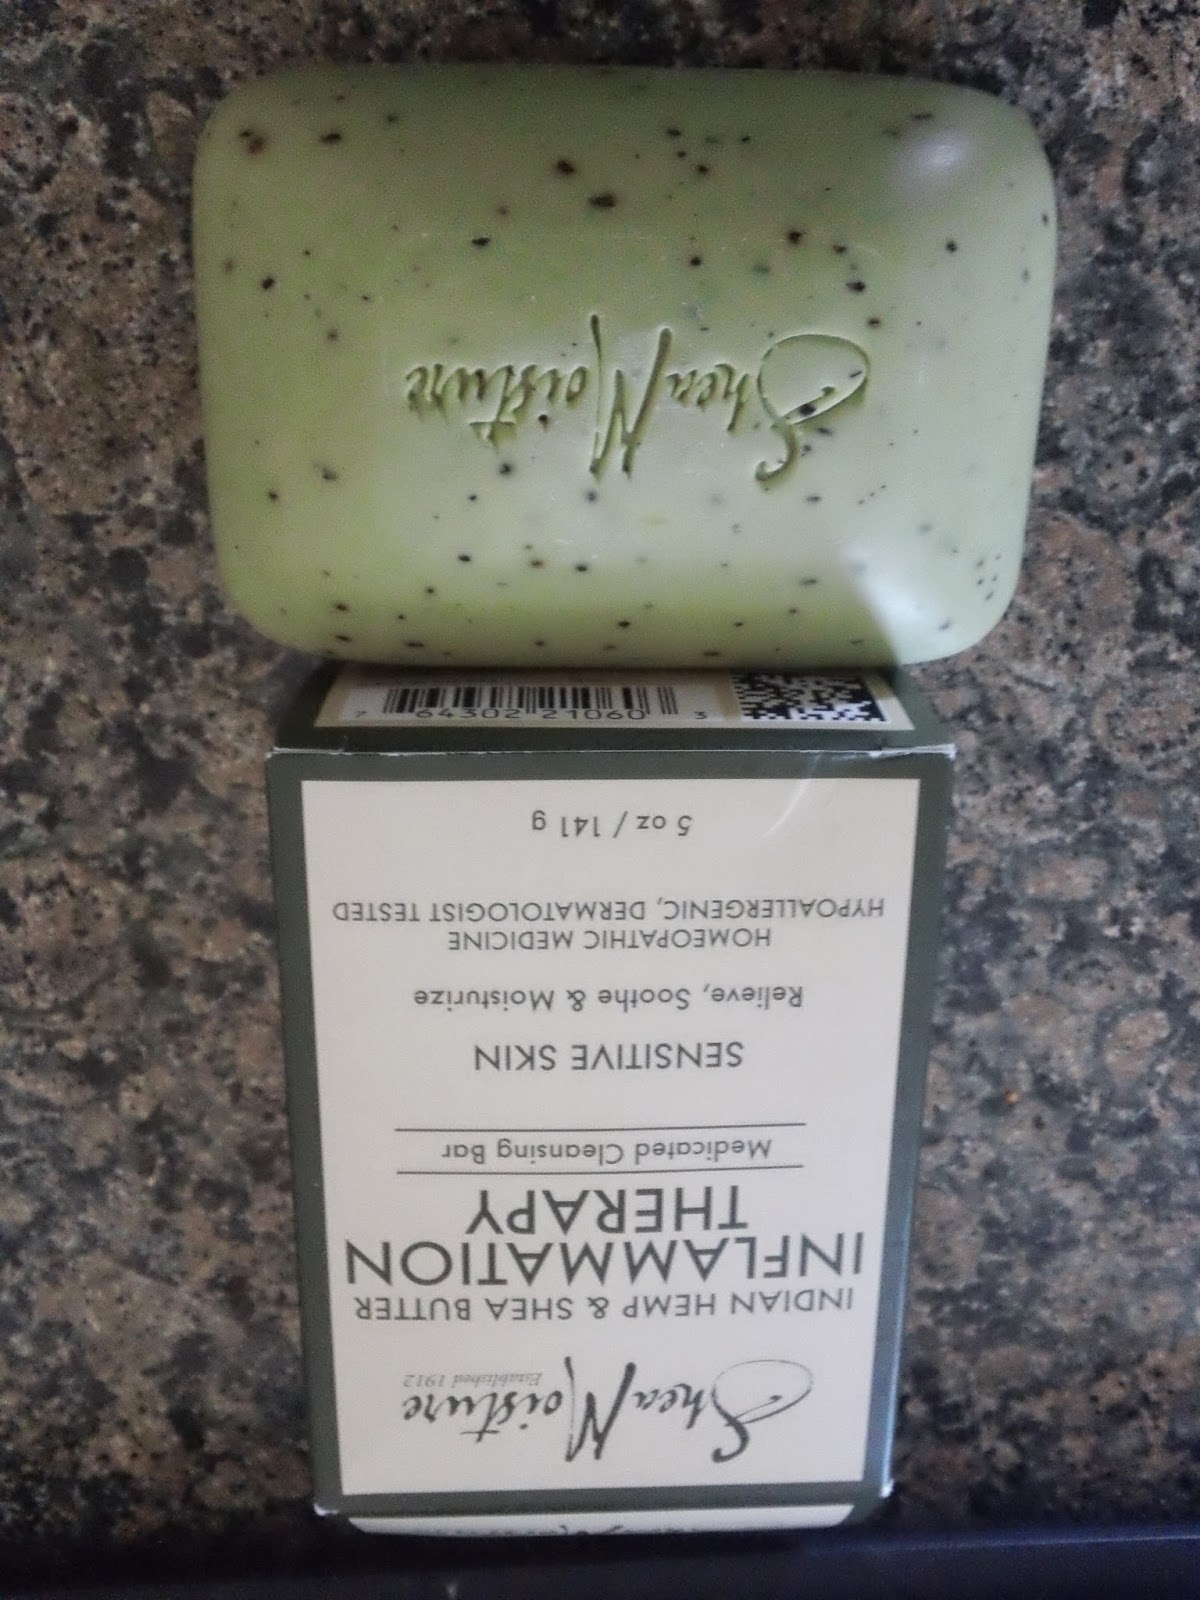 SheaMoisture
Established 1912
INDIAN HEMP & SHEA BUTTER
INFLAMMATION
THERAPY
Medicated Cleansing Bar
SENSITIVE SKIN
Relieve, Soothe & Moisturize
HOMEOPATHIC MEDICINE
HYPOALLERGENIC, DERMATOLOGIST TESTED
5 oz / 141 g
7 64302 21060 3
SheaMoisture